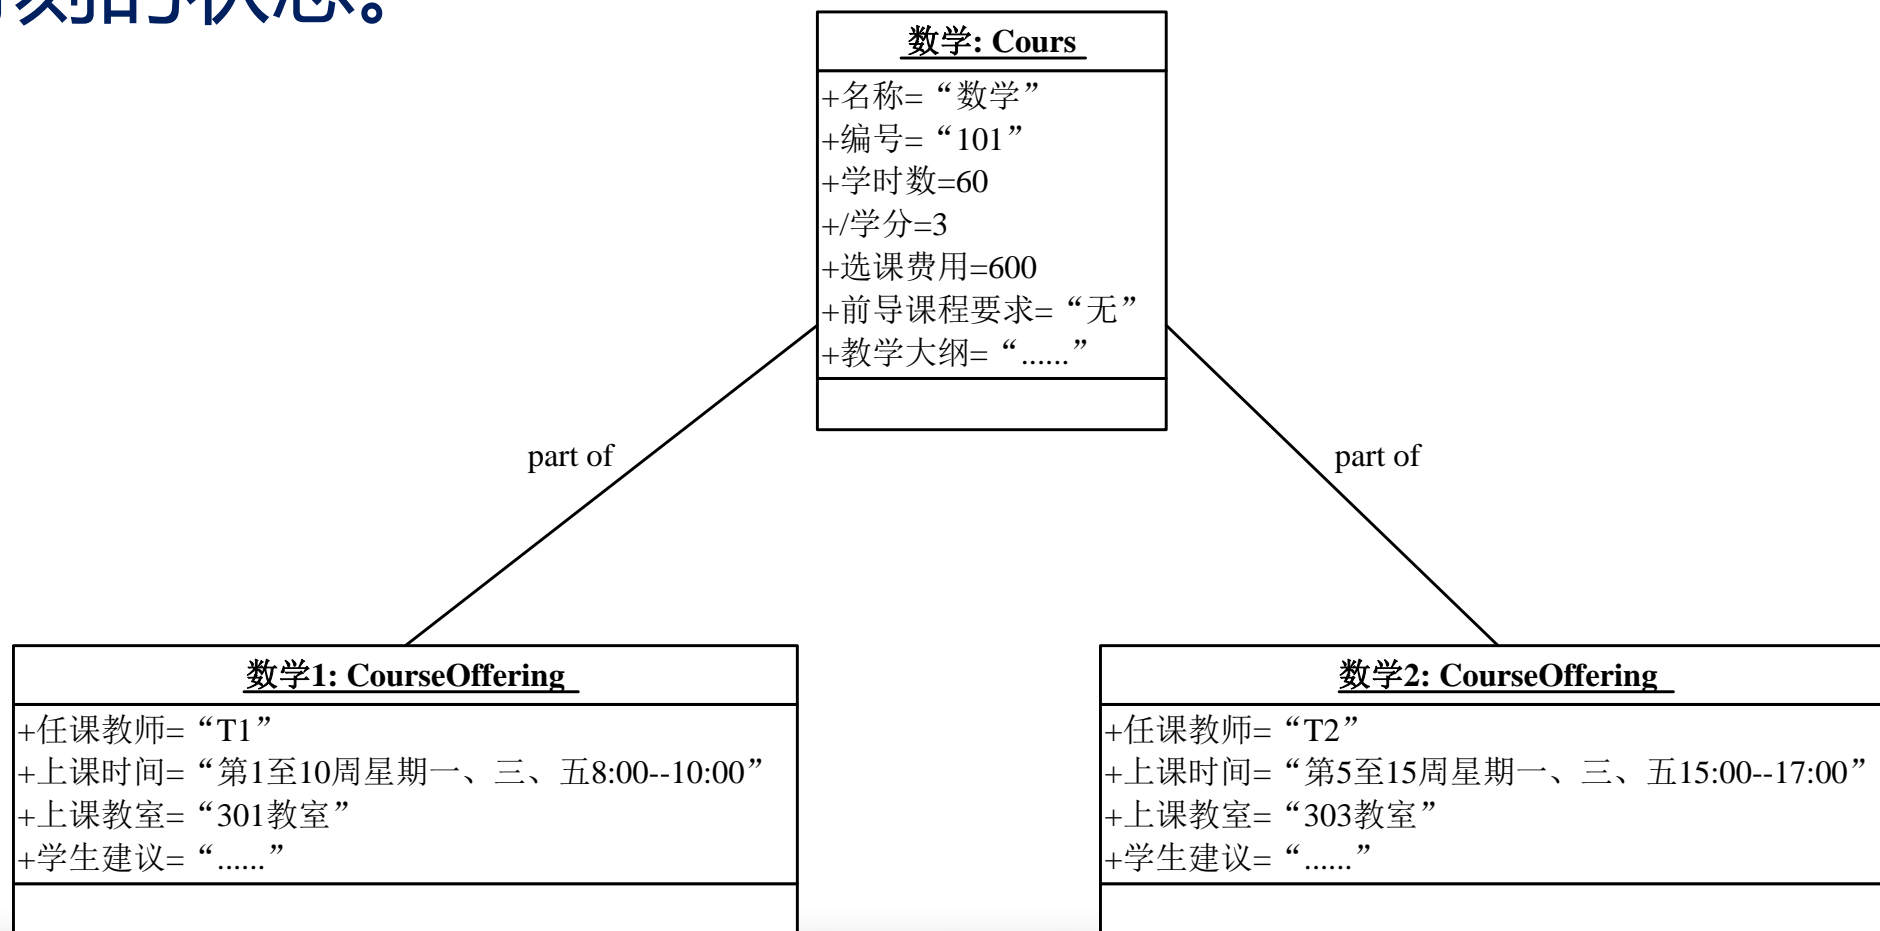 刻的状态。
数学: Cours
+名称=“数学”
+编号=“101”
+学时数=60
+/学分=3
+选课费用=600
+前导课程要求=“无”
+教学大纲=“......”
part of
part of
数学1: CourseOffering
+任课教师=“T1”
+上课时间=“第1至10周星期一、三、五8:00--10:00”
+上课教室=“301教室”
+学生建议=“......”
数学2: CourseOffering
+任课教师=“T2”
+上课时间=“第5至15周星期一、三、五15:00--17:00”
+上课教室=“303教室”
+学生建议=“......”